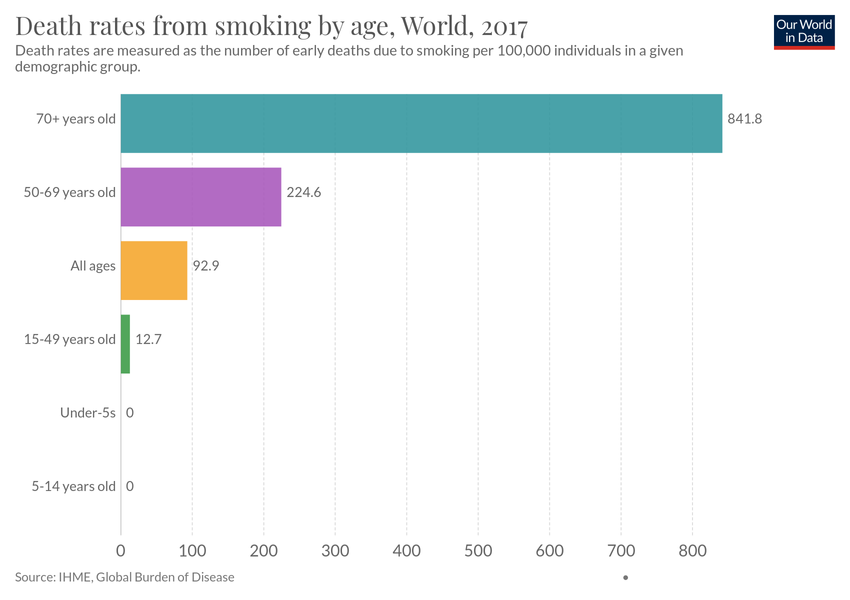 Death rates from smoking by age, World, 2017
Our World
in Data
Death rates are measured as the number of early deaths due to smoking per 100,000 individuals in a given
demographic group.
70+ years old 841.8
50-69 years old 224.6
All ages 92.9
15-49 years old 12.7
Under-5s 0
5-14 years old 0
0 100 200 300 400 500 600 700 800
Source: IHME, Global Burden of Disease •